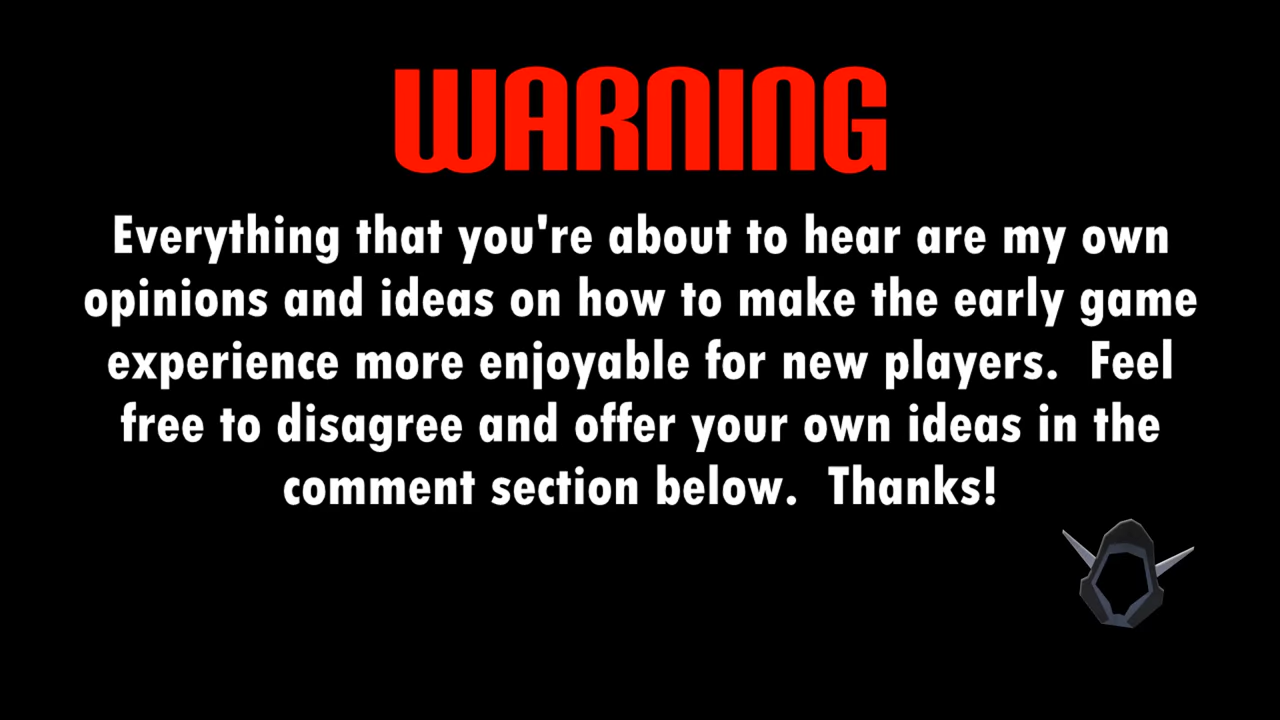 WARNING
Everything that you're about to hear are my own
opinions and ideas on how to make the early game
experience more enjoyable for new players.  Feel
free to disagree and offer your own ideas in the
comment section below.  Thanks!